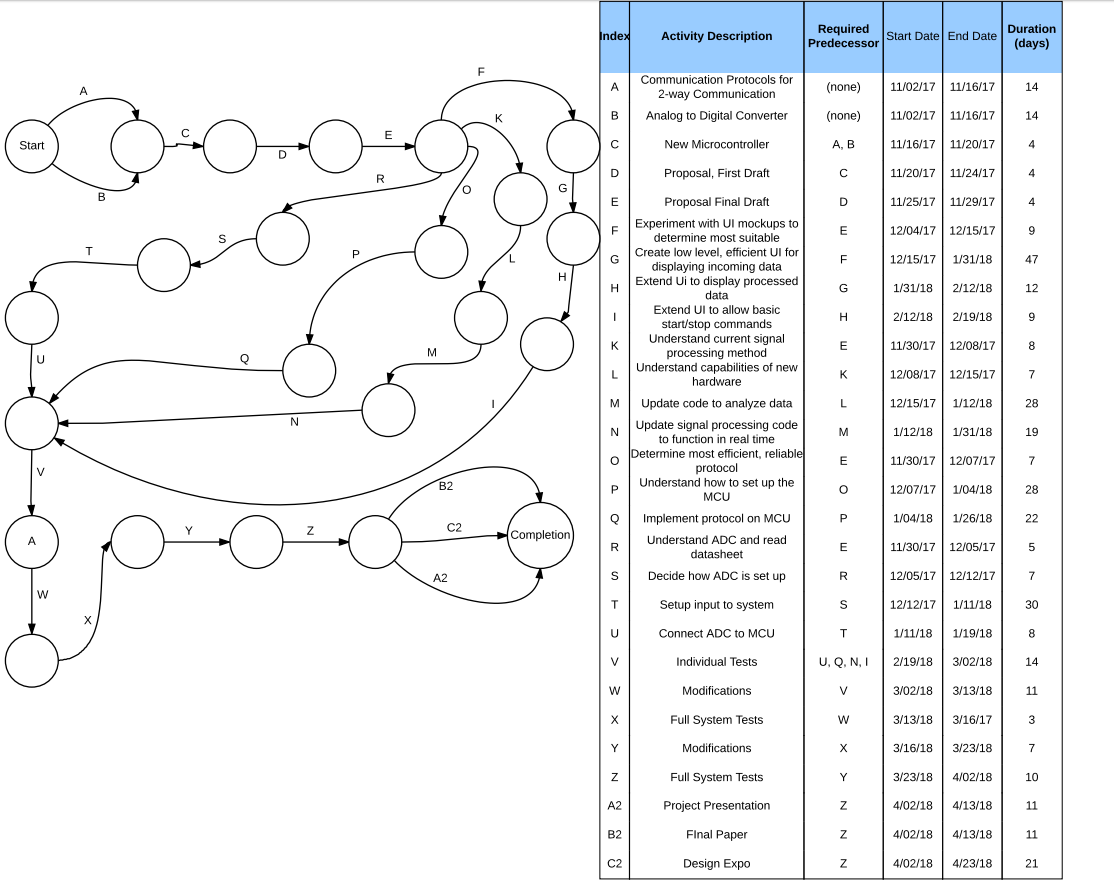 Index Activity Description Required Predecessor Start Date End Date Duration (days)
A Communication Protocols for 2-way Communication (none) 11/02/17 11/16/17 14
B Analog to Digital Converter (none) 11/02/17 11/16/17 14
C New Microcontroller A, B 11/16/17 11/20/17 4
D Proposal, First Draft C 11/20/17 11/24/17 4
E Proposal Final Draft D 11/25/17 11/29/17 4
F Experiment with UI mockups to determine most suitable E 12/04/17 12/15/17 9
G Create low level, efficient UI for displaying incoming data F 12/15/17 1/31/18 47
H Extend Ui to display processed data G 1/31/18 2/12/18 12
I Extend UI to allow basic start/stop commands H 2/12/18 2/19/18 9
K Understand current signal processing method E 11/30/17 12/08/17 8
L Understand capabilities of new hardware K 12/08/17 12/15/17 7
M Update code to analyze data L 12/15/17 1/12/18 28
N Update signal processing code to function in real time M 1/12/18 1/31/18 19
O Determine most efficient, reliable protocol E 11/30/17 12/07/17 7
P Understand how to set up the MCU O 12/07/17 1/04/18 28
Q Implement protocol on MCU P 1/04/18 1/26/18 22
R Understand ADC and read datasheet E 11/30/17 12/05/17 5
S Decide how ADC is set up R 12/05/17 12/12/17 7
T Setup input to system S 12/12/17 1/11/18 30
U Connect ADC to MCU T 1/11/18 1/19/18 8
V Individual Tests U, Q, N, I 2/19/18 3/02/18 14
W Modifications V 3/02/18 3/13/18 11
X Full System Tests W 3/13/18 3/16/17 3
Y Modifications X 3/16/18 3/23/18 7
Z Full System Tests Y 3/23/18 4/02/18 10
A2 Project Presentation Z 4/02/18 4/13/18 11
B2 FInal Paper Z 4/02/18 4/13/18 11
C2 Design Expo Z 4/02/18 4/23/18 21
Start
A
B
C
D
E
F
K
O
R
G
S
T
P
L
H
U
Q
M
N
I
V
A
B2
C2
A2
Completion
Y
Z
W
X